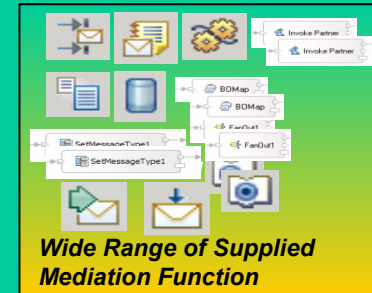 Invoke Partner
Invoke Partner
BOMap
BOMap
FanOut1
FanOut1
SetMessageType1
SetMessageType1
Wide Range of Supplied
Mediation Function